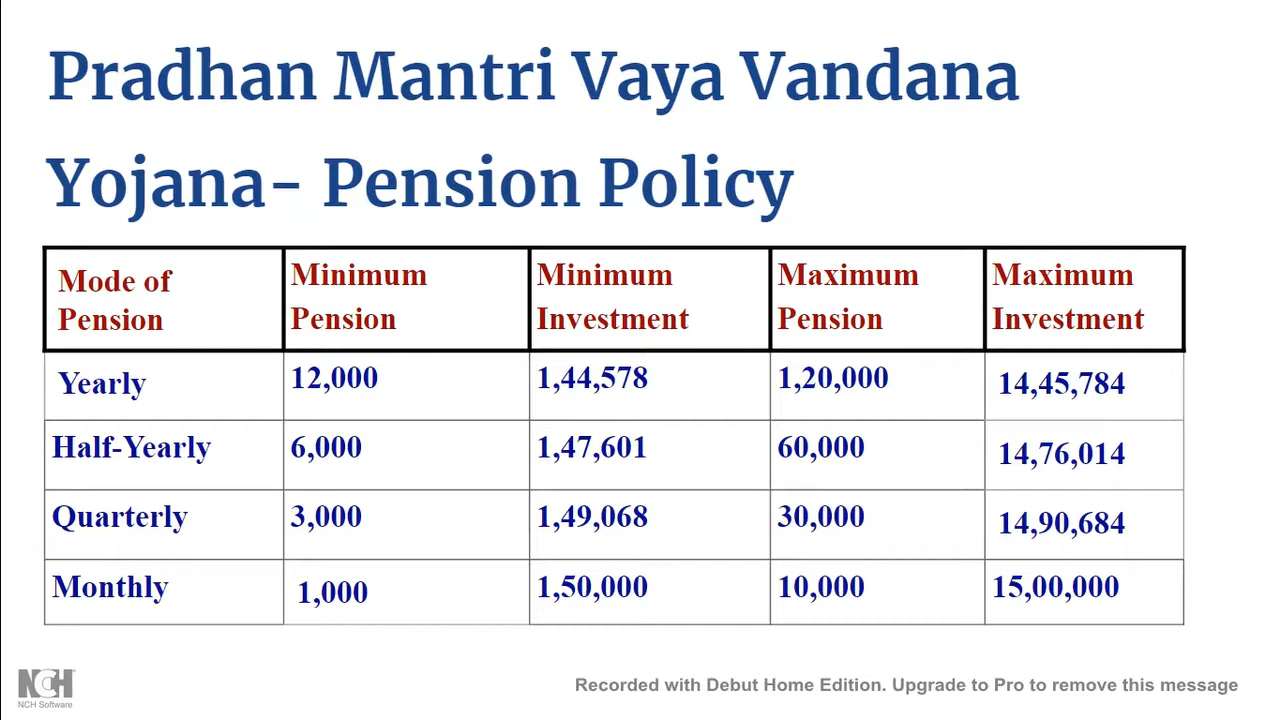 Pradhan Mantri Vaya Vandana
Yojana- Pension Policy
Mode of Pension Minimum Pension Minimum Investment Maximum Pension Maximum Investment
Yearly 12,000 1,44,578 1,20,000 14,45,784
Half-Yearly 6,000 1,47,601 60,000 14,76,014
Quarterly 3,000 1,49,068 30,000 14,90,684
Monthly 1,000 1,50,000 10,000 15,00,000
NCH
NCH Software
Recorded with Debut Home Edition. Upgrade to Pro to remove this message